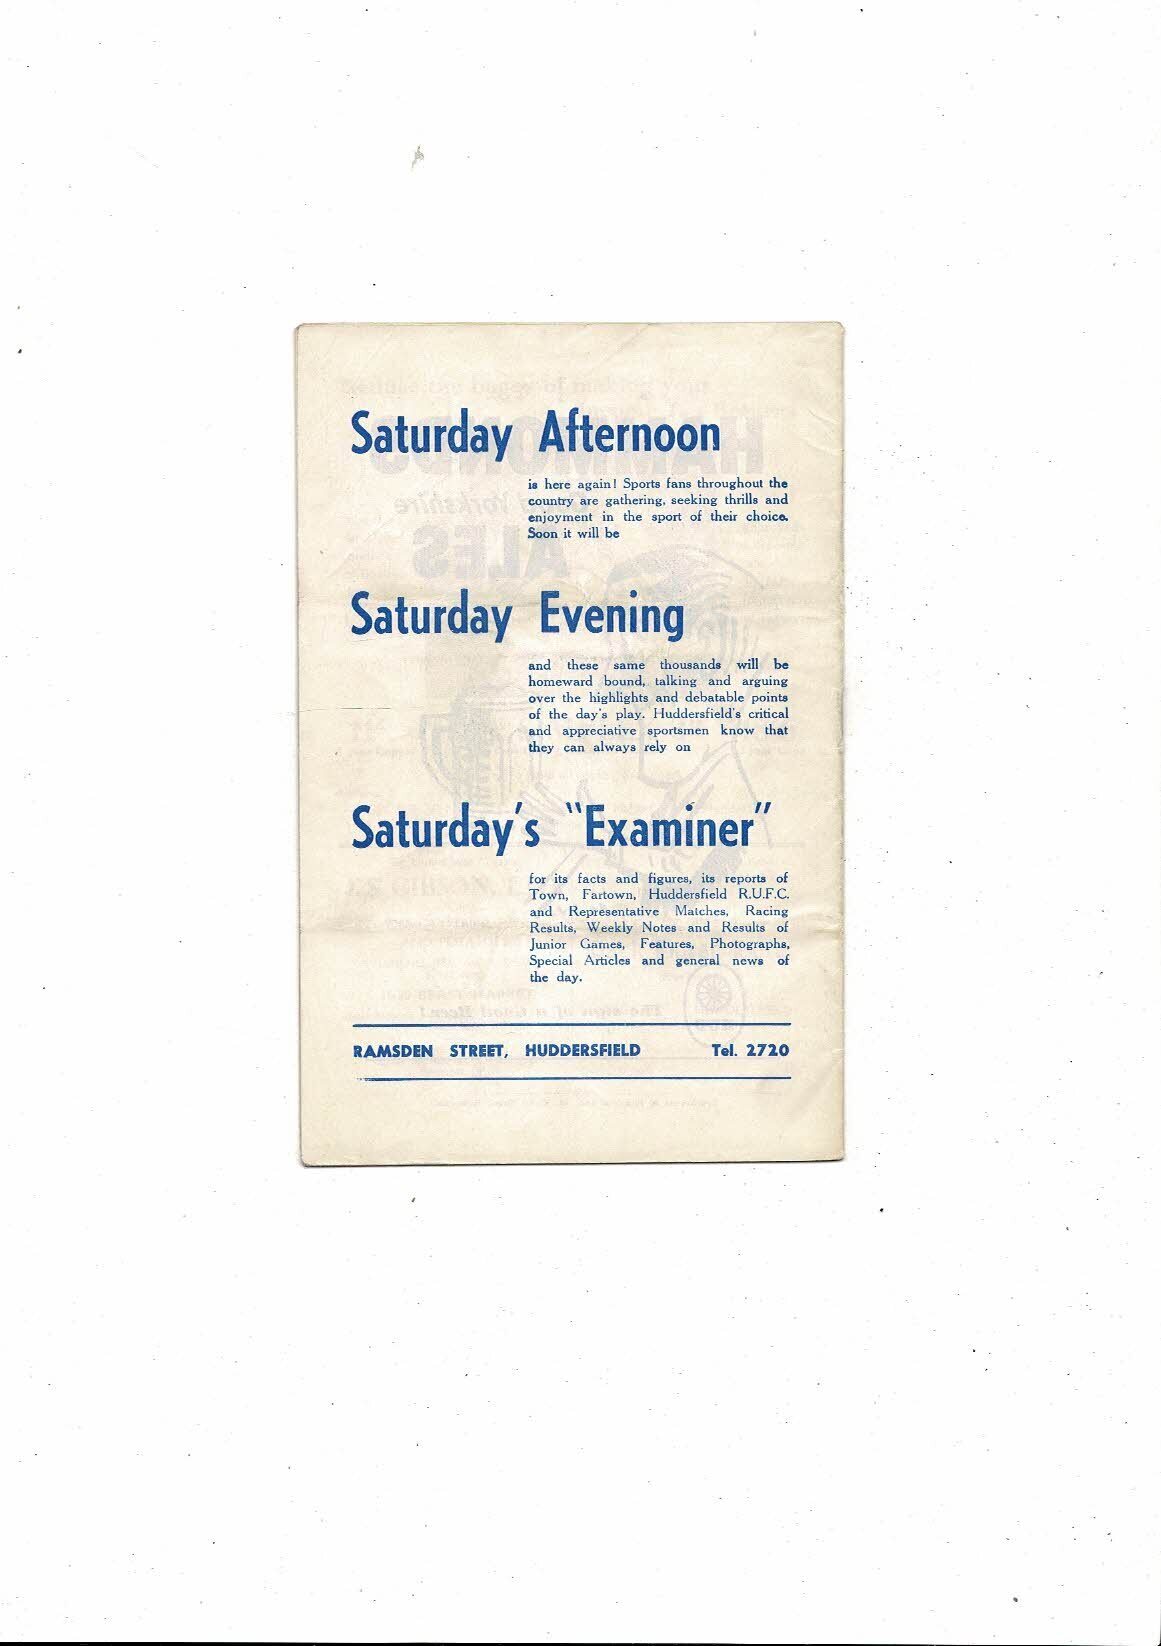 Saturday Afternoon
is here again! Sports fans throughout the
country are gathering, seeking thrills and
enjoyment in the sport of their choice.
Soon it will be
Saturday Evening
and these same thousands will be
homeward bound, talking and arguing
over the highlights and debatable points
of the day's play. Huddersfield's critical
and appreciative sportsmen know that
they can always rely on
Saturday's "Examiner"
for its facts and figures, its reports of
Town, Fartown, Huddersfield R.U.F.C.
and Representative Matches, Racing
Results, Weekly Notes and Results of
Junior Games, Features, Photographs,
Special Articles and general news of
the day.
RAMSDEN STREET, HUDDERSFIELD Tel. 2720